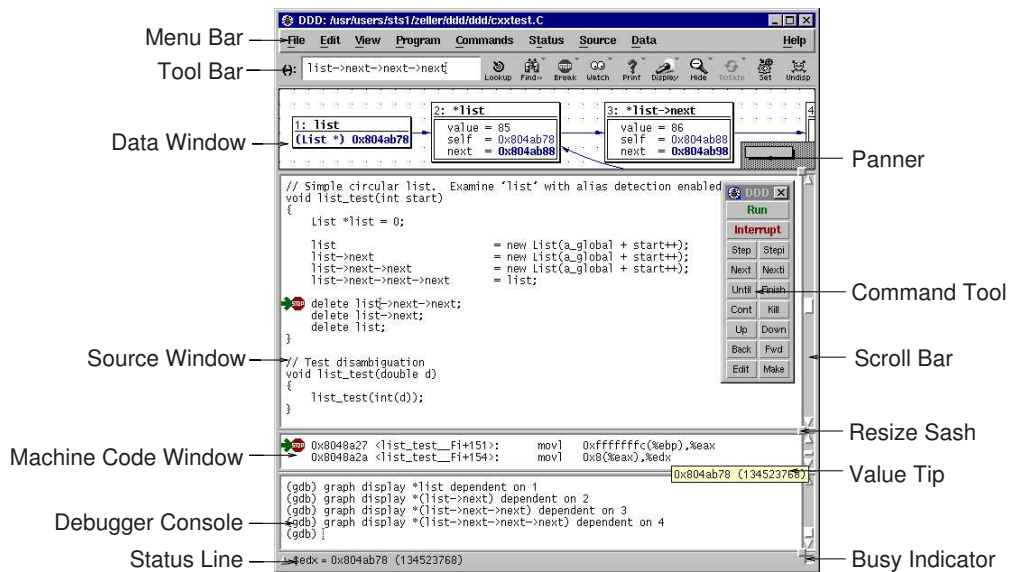 DDD: /usr/users/sts1/zeller/ddd/ddd/cxxtest.C
Menu Bar
File Edit View Program Commands Status Source Data Help
Tool Bar
(): list->next->next->next
Lookup Find» Break Watch Print Display Hide Rotate Set Undisp
Data Window
1: list
(List *) 0x804ab78
2: *list
value = 85
self = 0x804ab78
next = 0x804ab88
3: *list->next
value = 86
self = 0x804ab88
next = 0x804ab98
4
Panner
// Simple circular list. Examine ‘list’ with alias detection enabled
void list_test(int start)
{
List *list = 0;
list = new List(a_global + start++);
list->next = new List(a_global + start++);
list->next->next = new List(a_global + start++);
list->next->next->next = list;
delete list->next->next;
delete list->next;
delete list;
}
// Test disambiguation
void list_test(double d)
{
list_test(int(d));
}
STOP
DDD
Run
Interrupt
Step Stepi
Next Nexti
Until Finish
Cont Kill
Up Down
Back Fwd
Edit Make
Command Tool
Source Window
Scroll Bar
Resize Sash
Machine Code Window
STOP
0x8048a27 <list_test__Fi+151>: movl 0xfffffffc(%ebp),%eax
0x8048a2a <list_test__Fi+154>: movl 0x8(%eax),%edx
0x804ab78 (134523768)
Value Tip
Debugger Console
(gdb) graph display *list dependent on 1
(gdb) graph display *(list->next) dependent on 2
(gdb) graph display *(list->next->next) dependent on 3
(gdb) graph display *(list->next->next->next) dependent on 4
(gdb)
Status Line
$edx = 0x804ab78 (134523768)
Busy Indicator